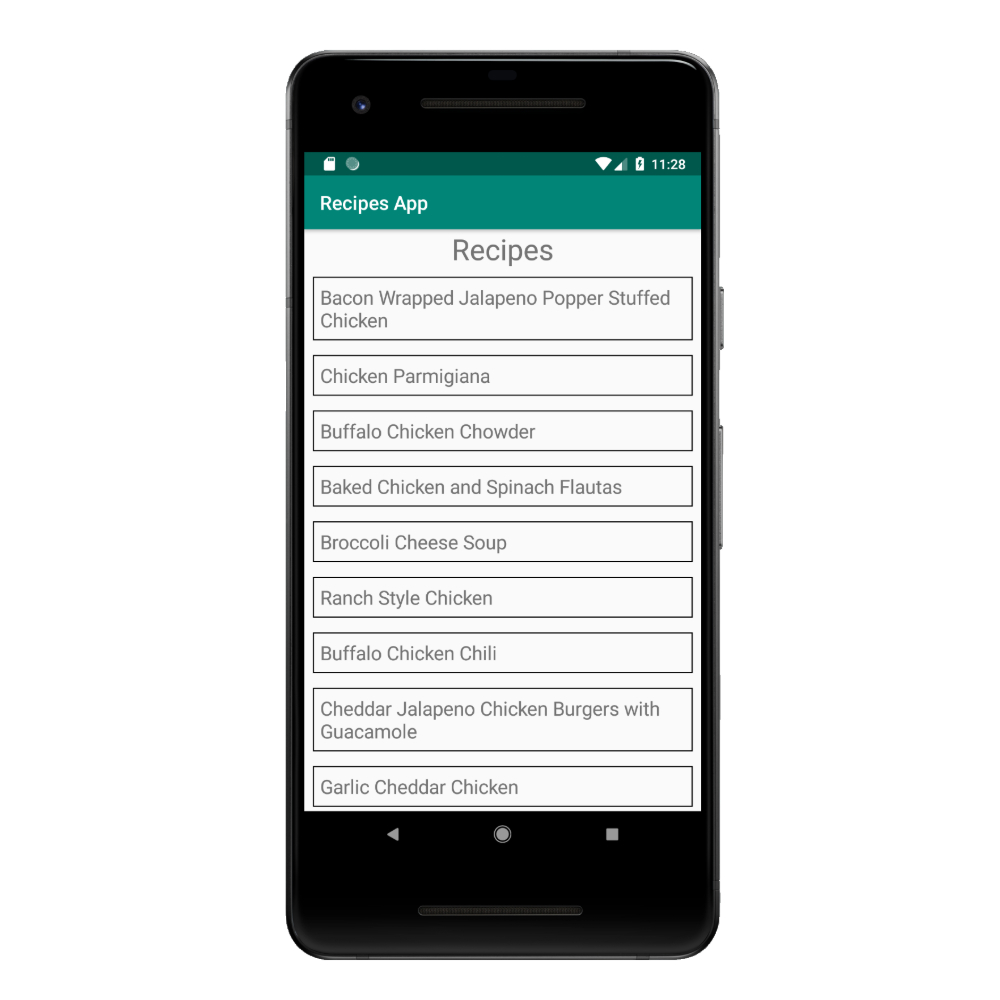 11:28
Recipes App
Recipes
Bacon Wrapped Jalapeno Popper Stuffed
Chicken
Chicken Parmigiana
Buffalo Chicken Chowder
Baked Chicken and Spinach Flautas
Broccoli Cheese Soup
Ranch Style Chicken
Buffalo Chicken Chili
Cheddar Jalapeno Chicken Burgers with
Guacamole
Garlic Cheddar Chicken